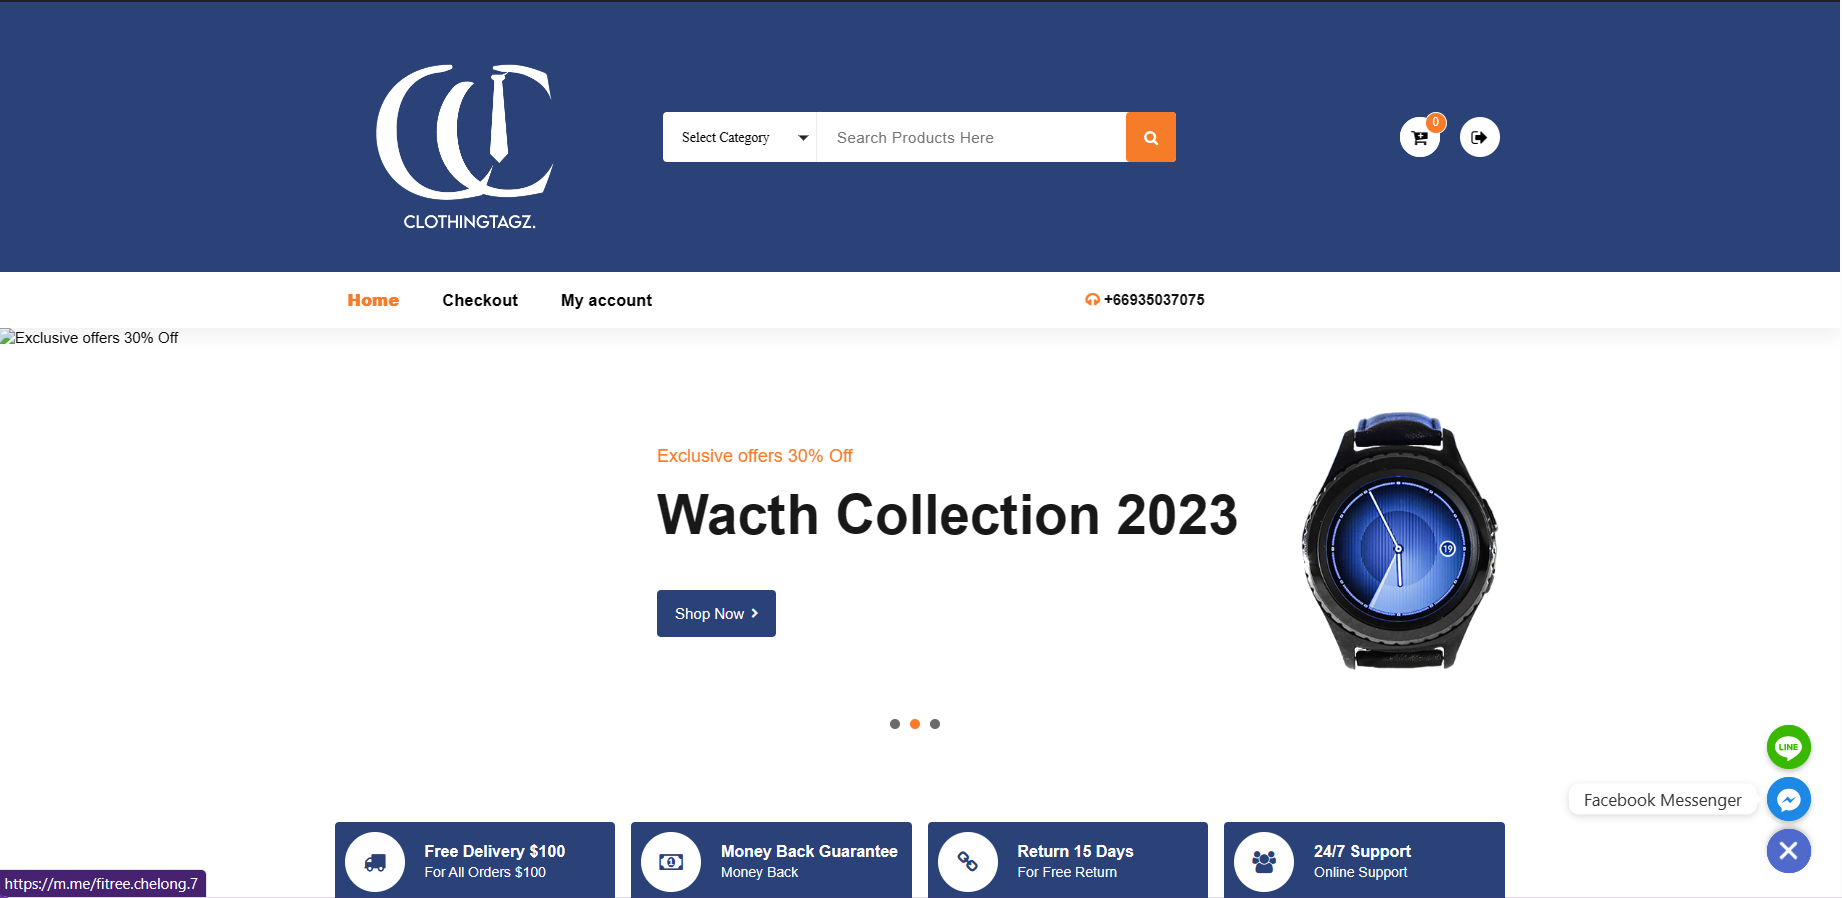 CLOTHINGTAGZ.
Select Category
Search Products Here
0
Home
Checkout
My account
+66935037075
Exclusive offers 30% Off
Exclusive offers 30% Off
Wacth Collection 2023
19
Shop Now
LINE
Facebook Messenger
Free Delivery $100
For All Orders $100
Money Back Guarantee
Money Back
Return 15 Days
For Free Return
24/7 Support
Online Support
https://m.me/fitree.chelong.7